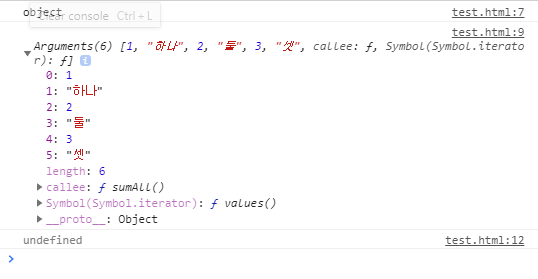 object test.html:7
Clear console Ctrl + L
test.html:9
Arguments(6) [1, "하나", 2, "둘", 3, "셋", callee: ƒ, Symbol(Symbol.iterato
r): ƒ] i
0: 1
1: "하나"
2: 2
3: "둘"
4: 3
5: "셋"
length: 6
callee: ƒ sumAll()
Symbol(Symbol.iterator): ƒ values()
__proto__: Object
undefined test.html:12